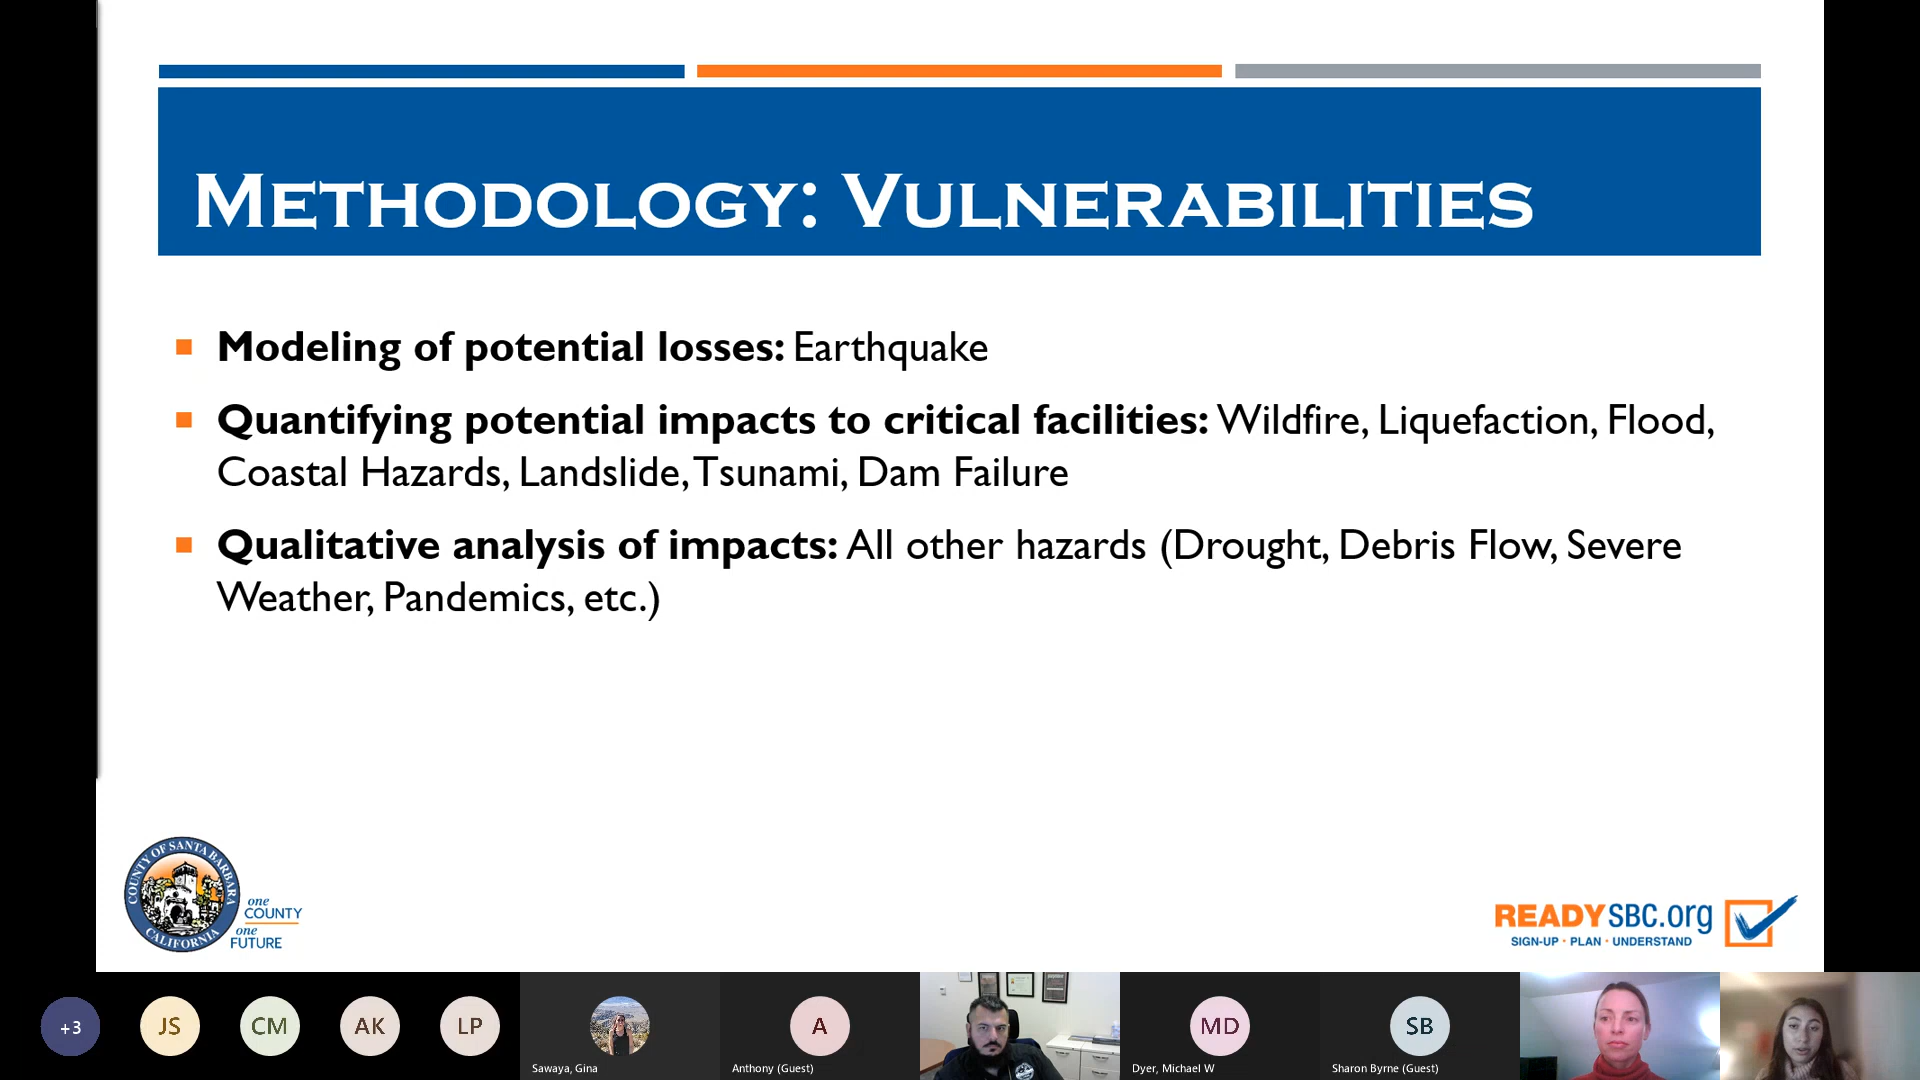 METHODOLOGY: VULNERABILITIES
Modeling of potential losses: Earthquake
Quantifying potential impacts to critical facilities: Wildfire, Liquefaction, Flood,
Coastal Hazards, Landslide, Tsunami, Dam Failure
Qualitative analysis of impacts: All other hazards (Drought, Debris Flow, Severe
Weather, Pandemics, etc.)
COUNTY OF SANTA BARBARA
CALIFORNIA
one
COUNTY
one
FUTURE
READYSBC.org
SIGN-UP · PLAN · UNDERSTAND
+3
JS
CM
AK
LP
Sawaya, Gina
A
Anthony (Guest)
MD
Dyer, Michael W
SB
Sharon Byrne (Guest)